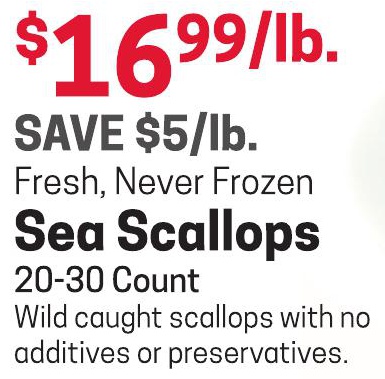 $16.99/lb.
SAVE $5/lb.
Fresh, Never Frozen
Sea Scallops
20-30 Count
Wild caught scallops with no
additives or preservatives.